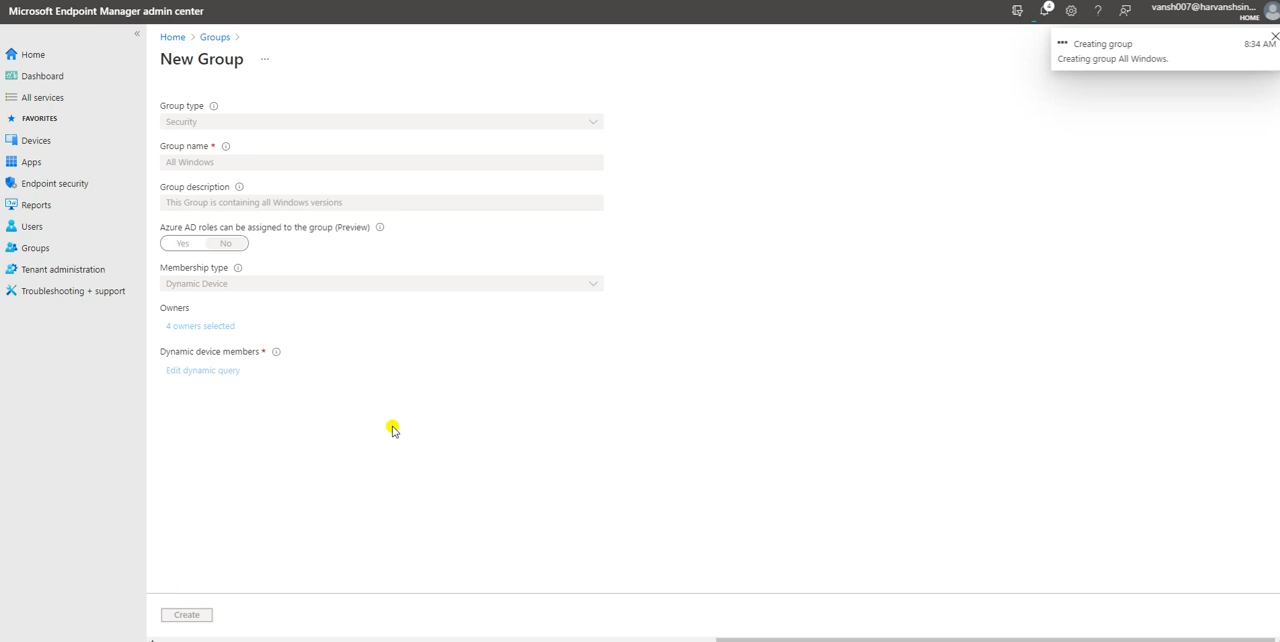 Microsoft Endpoint Manager admin center
4
vansh007@harvanshsin...
HOME
«
Home
Dashboard
All services
FAVORITES
Devices
Apps
Endpoint security
Reports
Users
Groups
Tenant administration
Troubleshooting + support
Home > Groups >
New Group ...
Group type
Security
Group name *
All Windows
Group description
This Group is containing all Windows versions
Azure AD roles can be assigned to the group (Preview)
Yes No
Membership type
Dynamic Device
Owners
4 owners selected
Dynamic device members *
Edit dynamic query
Create
Creating group 8:34 AM
Creating group All Windows.